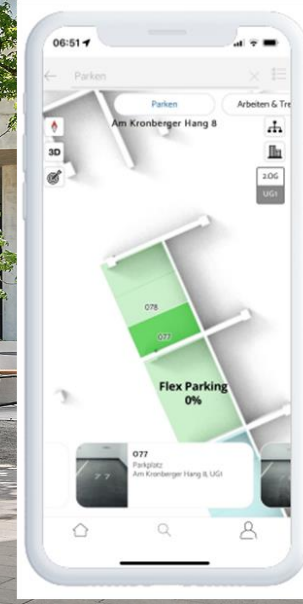 06:51
Parken
Parken
Arbeiten & Tre
Am Kronberger Hang 8
3D
2.OG
UG1
078
077
Flex Parking
0%
077
Parkplatz
Am Kronberger Hang 8, UG1